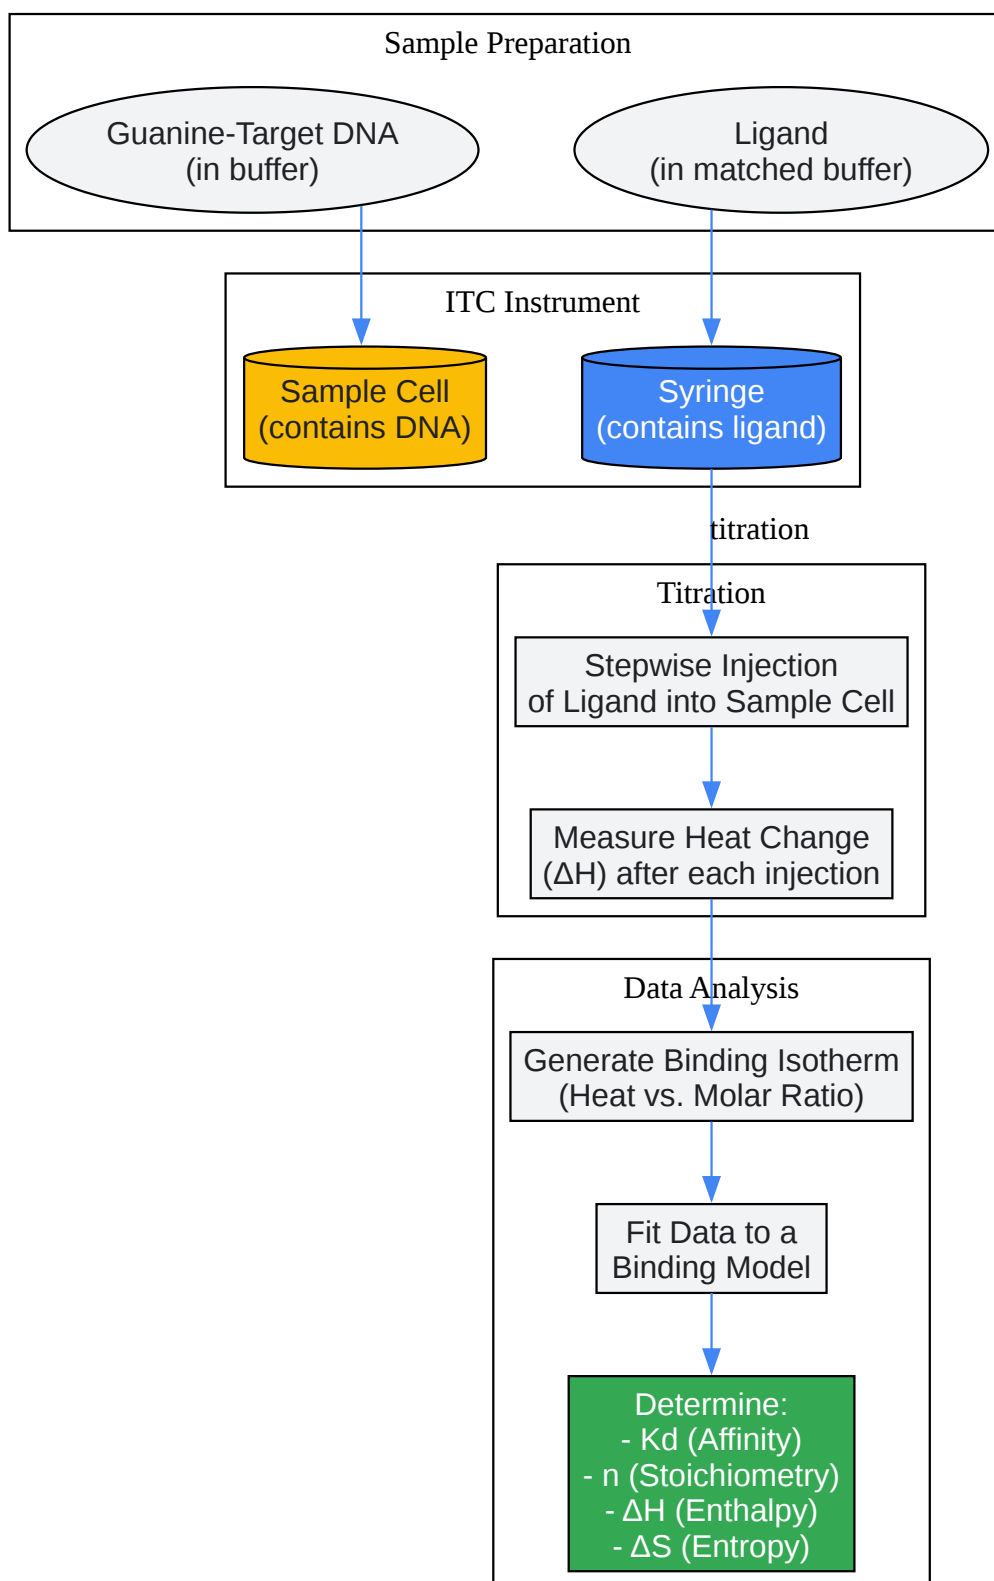 Sample Preparation
Guanine-Target DNA
(in buffer)
Ligand
(in matched buffer)
ITC Instrument
Sample Cell
(contains DNA)
Syringe
(contains ligand)
titration
Titration
Stepwise Injection
of Ligand into Sample Cell
Measure Heat Change
(ΔH) after each injection
Data Analysis
Generate Binding Isotherm
(Heat vs. Molar Ratio)
Fit Data to a
Binding Model
Determine:
- Kd (Affinity)
- n (Stoichiometry)
- ΔH (Enthalpy)
- ΔS (Entropy)